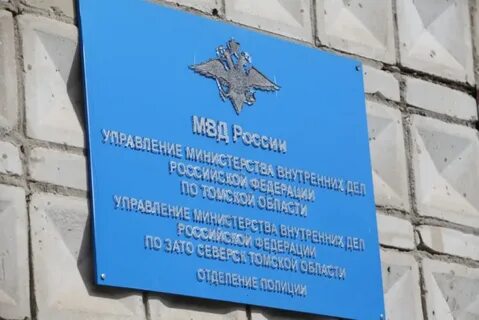 МВД России
УПРАВЛЕНИЕ МИНИСТЕРСТВА ВНУТРЕННИХ ДЕЛ
РОССИЙСКОЙ ФЕДЕРАЦИИ
ПО ТОМСКОЙ ОБЛАСТИ
УПРАВЛЕНИЕ МИНИСТЕРСТВА ВНУТРЕННИХ ДЕЛ
РОССИЙСКОЙ ФЕДЕРАЦИИ
ПО ЗАТО СЕВЕРСК ТОМСКОЙ ОБЛАСТИ
ОТДЕЛЕНИЕ ПОЛИЦИИ